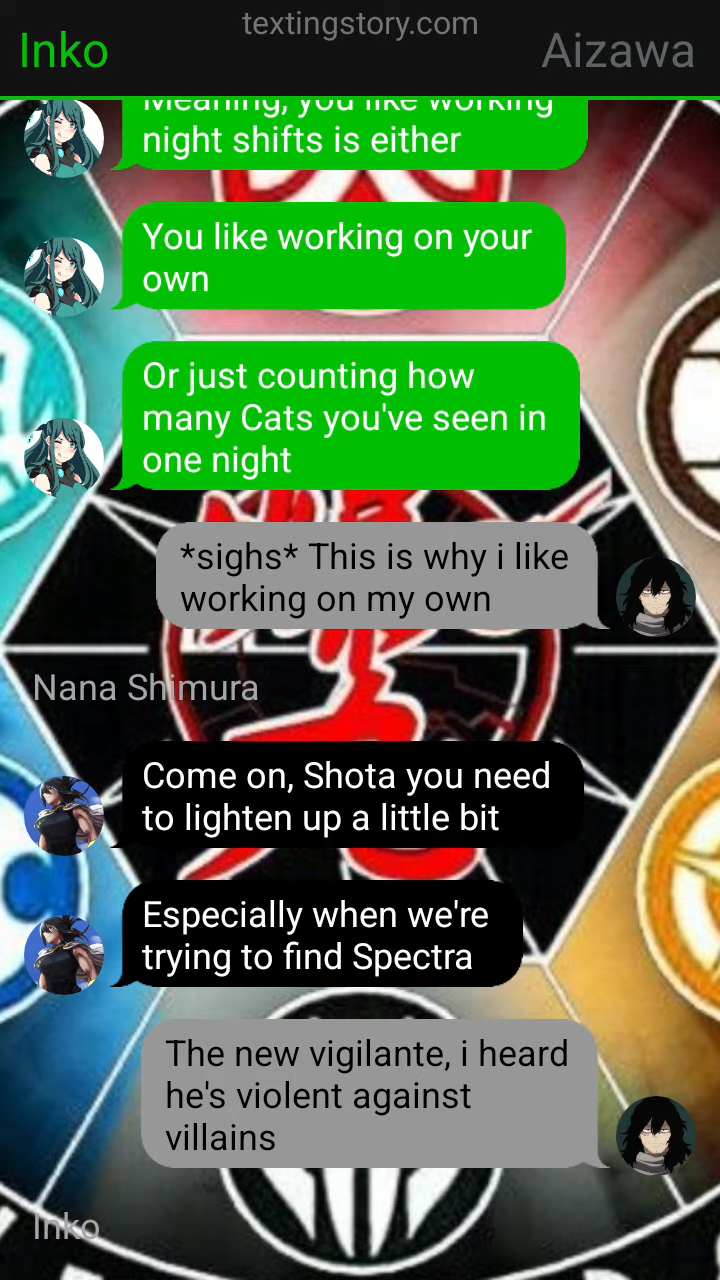 textingstory.com
Inko
Aizawa
Meaning, you like working
night shifts is either
You like working on your
own
Or just counting how
many Cats you've seen in
one night
*sighs* This is why i like
working on my own
Nana Shimura
Come on, Shota you need
to lighten up a little bit
Especially when we're
trying to find Spectra
The new vigilante, i heard
he's violent against
villains
Inko